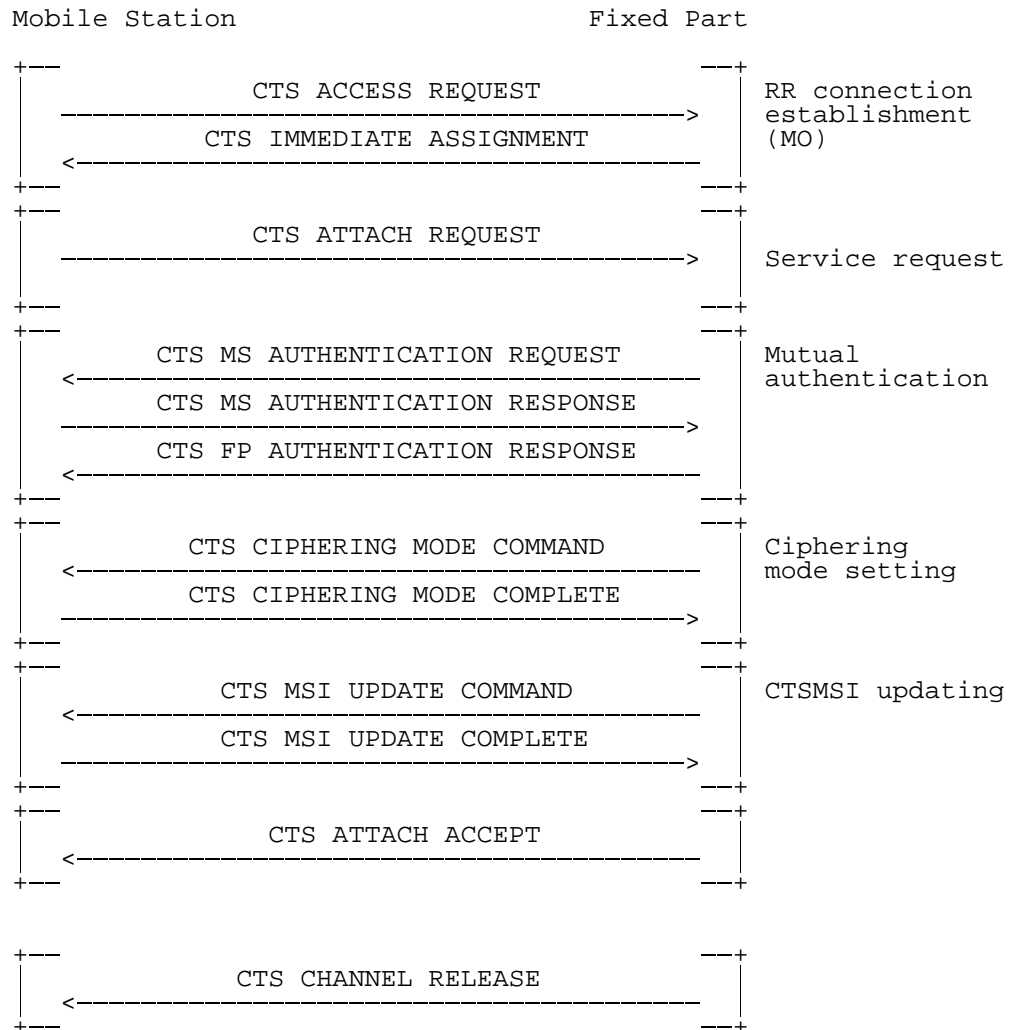 Mobile Station Fixed Part
CTS ACCESS REQUEST RR connection
establishment
CTS IMMEDIATE ASSIGNMENT (MO)
CTS ATTACH REQUEST
Service request
CTS MS AUTHENTICATION REQUEST Mutual
authentication
CTS MS AUTHENTICATION RESPONSE
CTS FP AUTHENTICATION RESPONSE
CTS CIPHERING MODE COMMAND Ciphering
mode setting
CTS CIPHERING MODE COMPLETE
CTS MSI UPDATE COMMAND CTSMSI updating
CTS MSI UPDATE COMPLETE
CTS ATTACH ACCEPT
CTS CHANNEL RELEASE